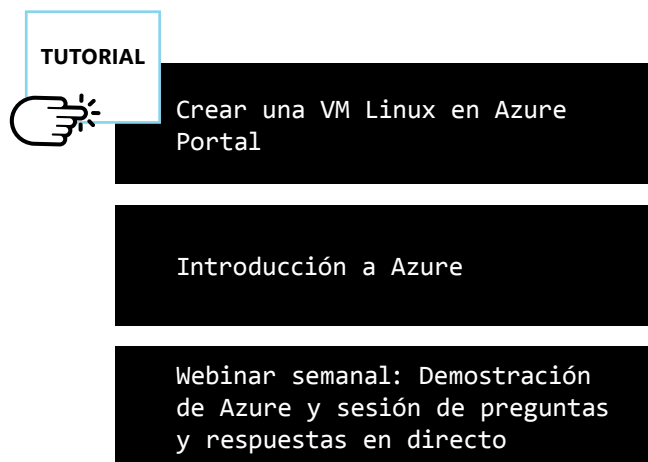 TUTORIAL
Crear una VM Linux en Azure
Portal
Introducción a Azure
Webinar semanal: Demostración
de Azure y sesión de preguntas
y respuestas en directo